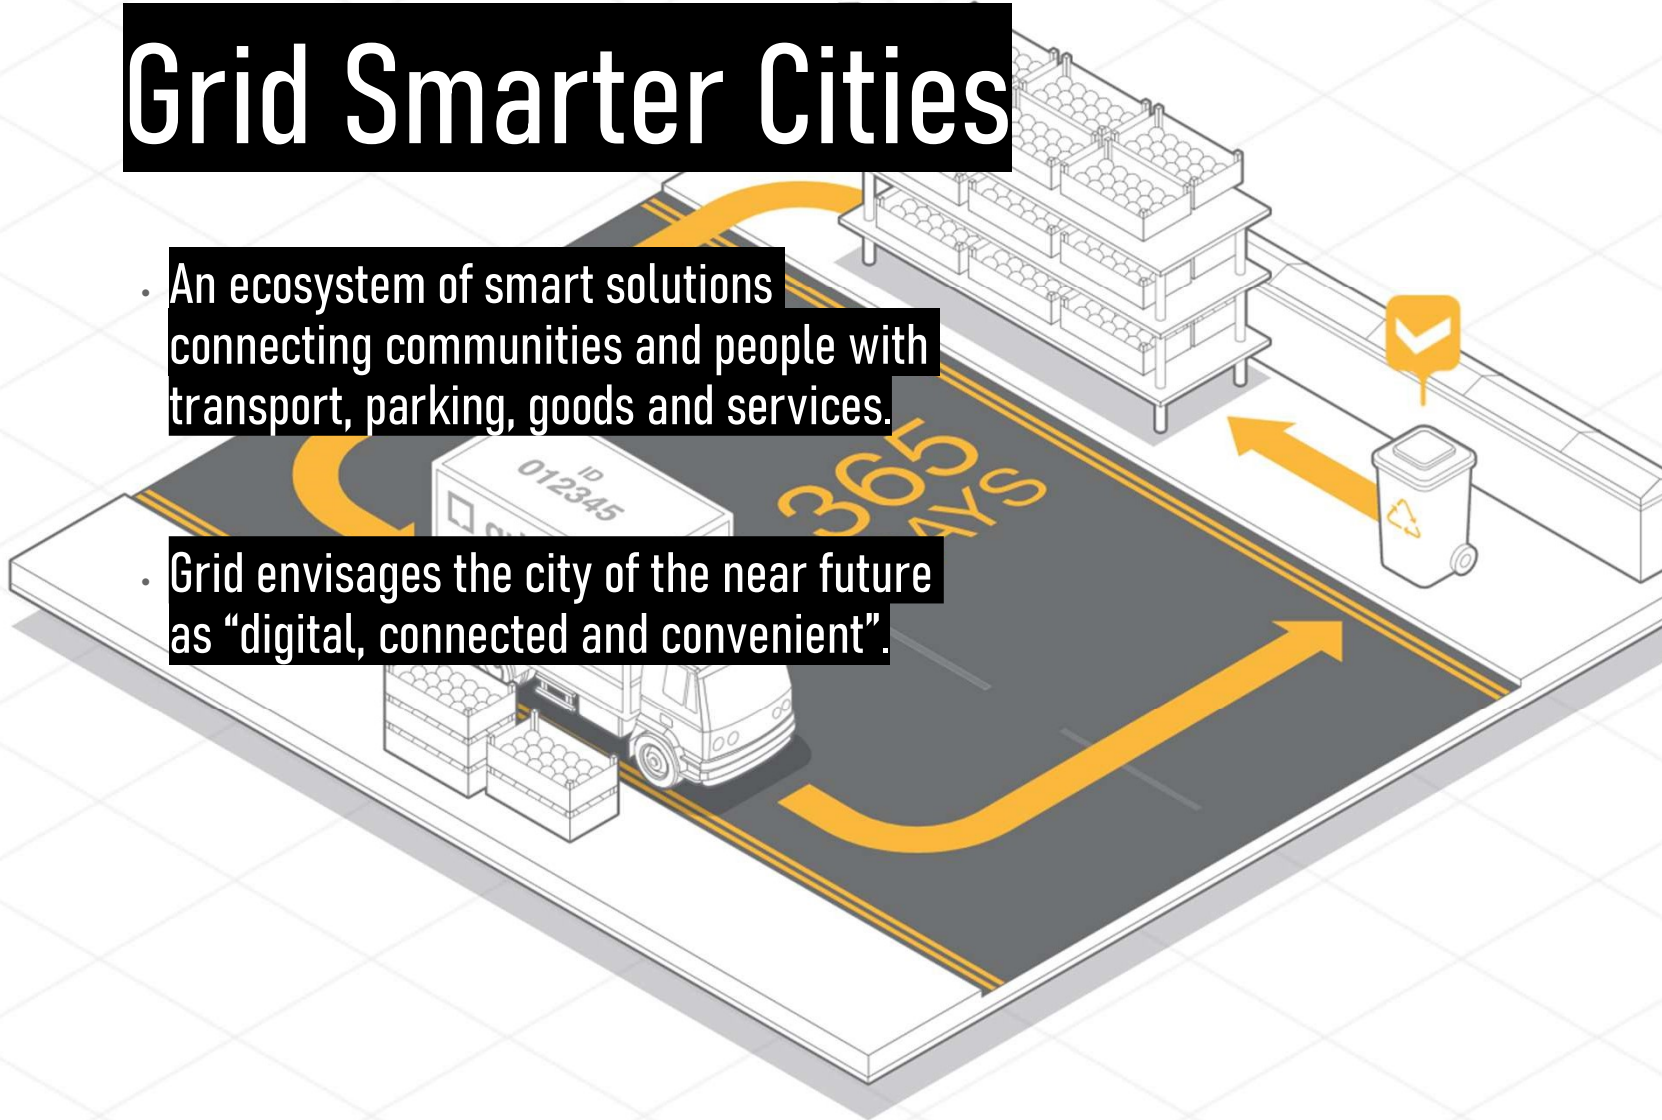 Grid Smarter Cities
An ecosystem of smart solutions
connecting communities and people with
transport, parking, goods and services.
365
ID
012345
Grid envisages the city of the near future
as “digital, connected and convenient”.